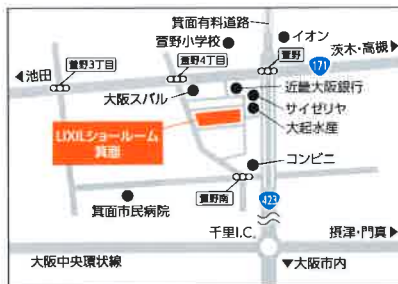 箕面有料道路
萱野小学校
イオン
茨木・高槻▶
171
◀池田
萱野3丁目
萱野4丁目
萱野
大阪スバル
近畿大阪銀行
サイゼリヤ
大起水産
LIXILショールーム
箕面
コンビニ
萱野南
箕面市民病院
423
千里I.C.
摂津・門真▶
大阪中央環状線
▼大阪市内